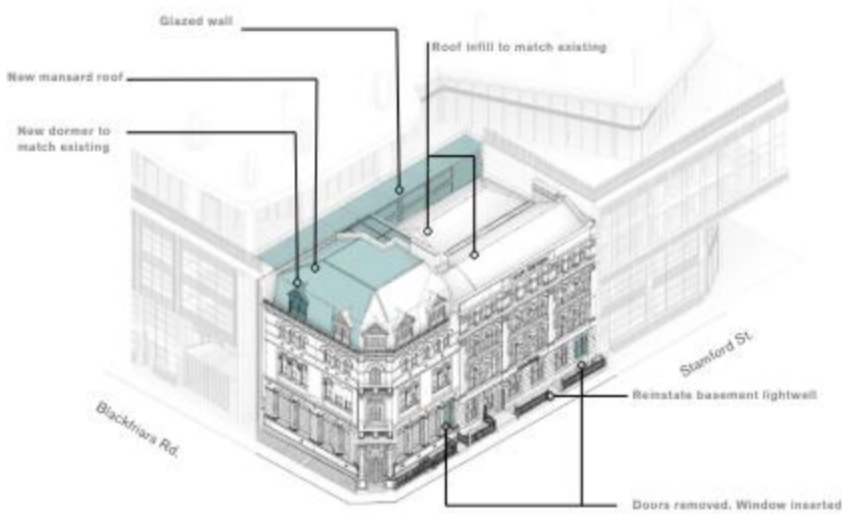 Glazed wall
Roof infill to match existing
New mansard roof
New dormer to
match existing
Stamford St.
Reinstate basement lightwell
Blackfriars Rd.
Doors removed. Window inserted